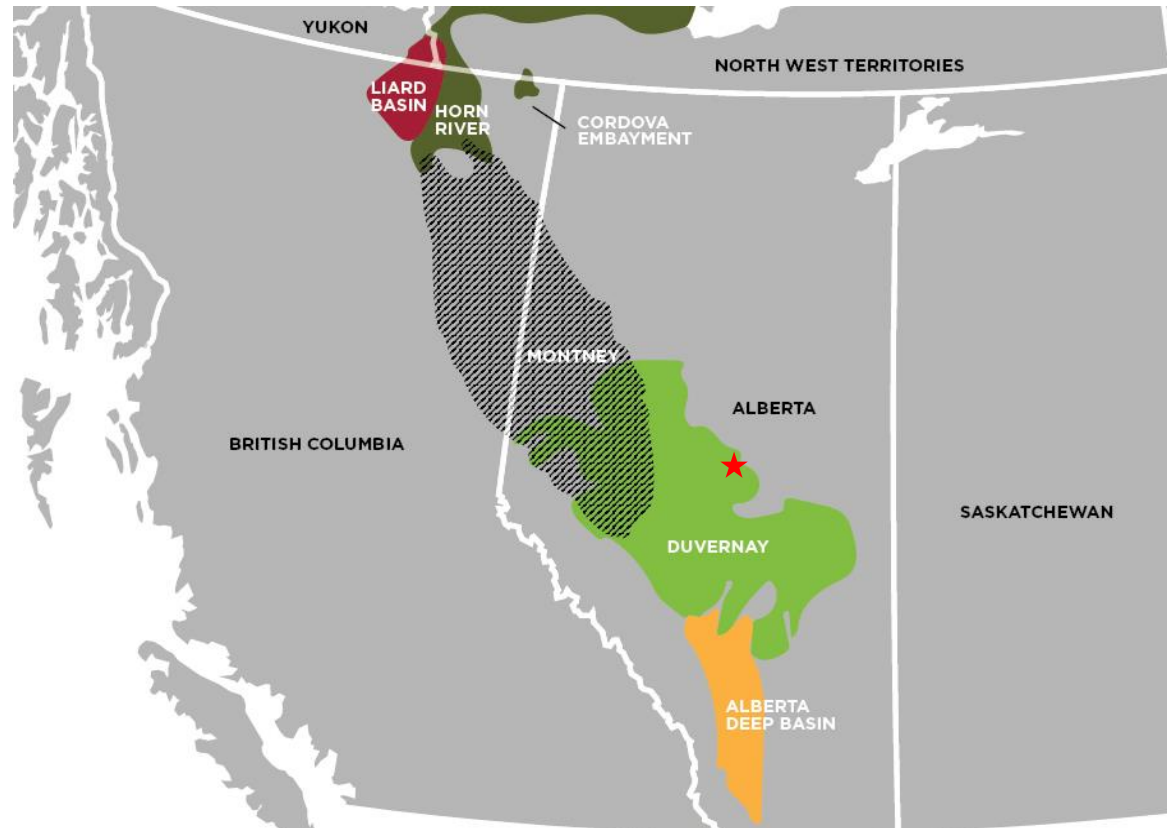 YUKON
NORTH WEST TERRITORIES
LIARD
BASIN
HORN
RIVER
CORDOVA
EMBAYMENT
MONTNEY
ALBERTA
BRITISH COLUMBIA
SASKATCHEWAN
DUVERNAY
ALBERTA
DEEP BASIN